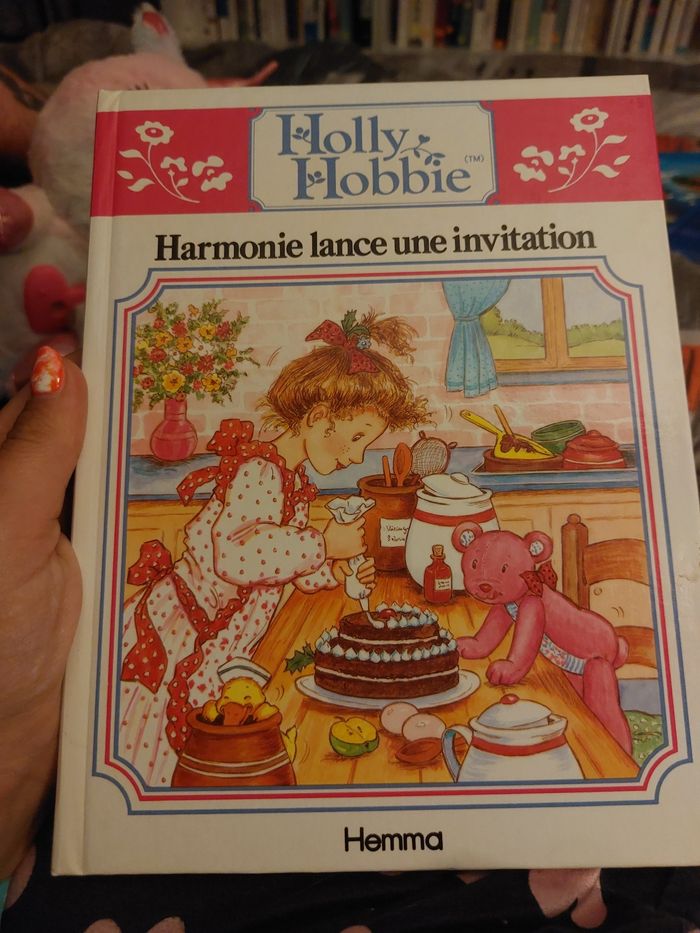 Holly
Hobbie (TM)
Harmonie lance une invitation
Hemma